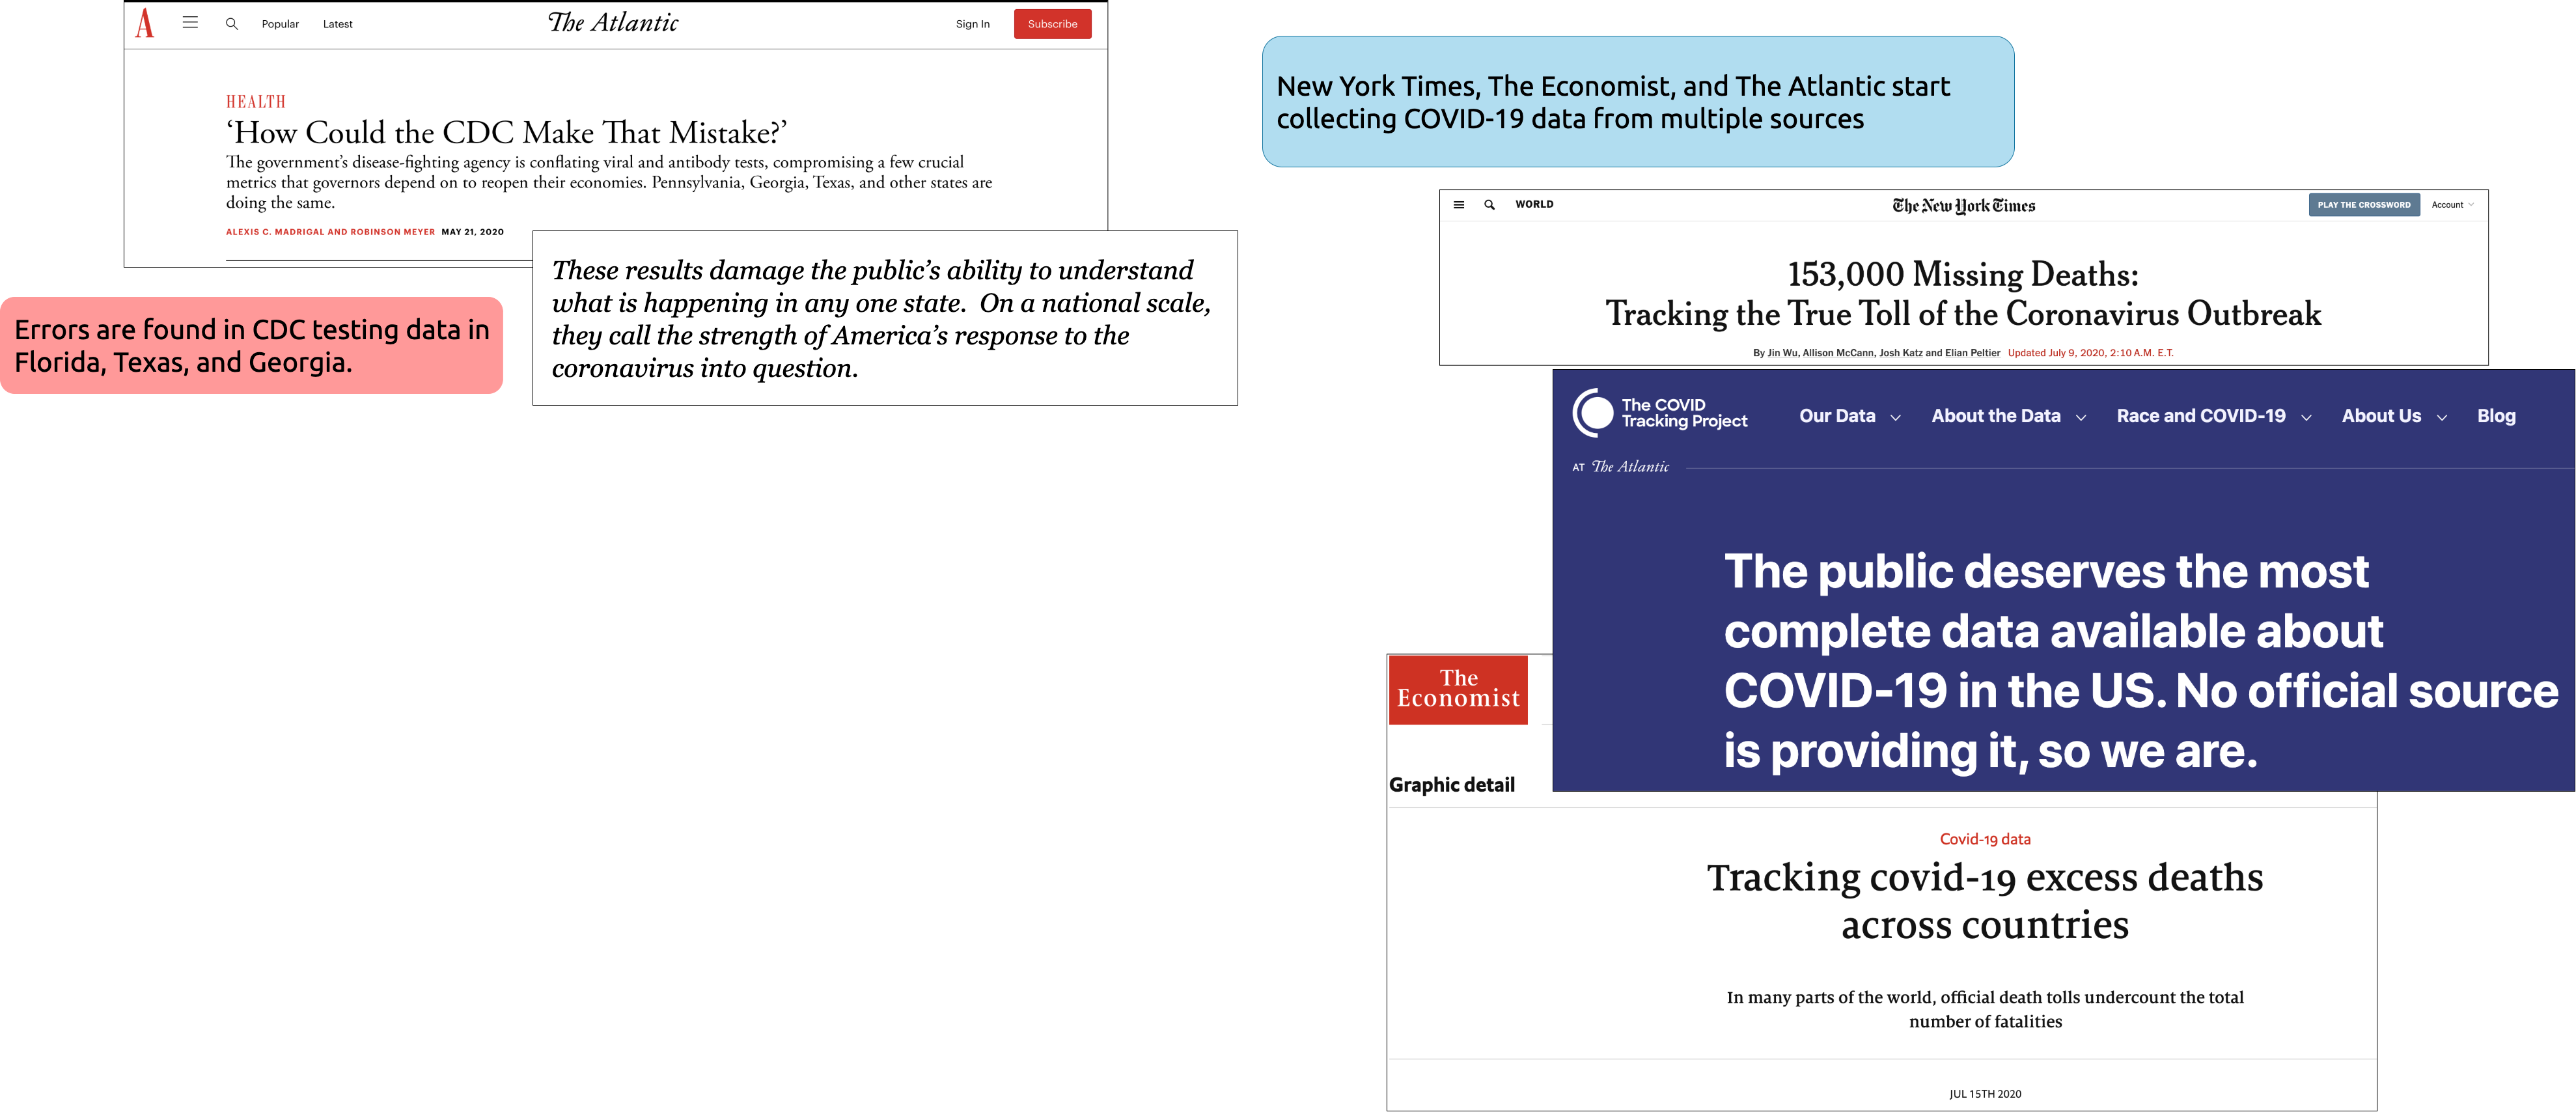 A
Popular
Latest
The Atlantic
Sign In
Subscribe
HEALTH
‘How Could the CDC Make That Mistake?’
The government’s disease-fighting agency is conflating viral and antibody tests, compromising a few crucial
metrics that governors depend on to reopen their economies. Pennsylvania, Georgia, Texas, and other states are
doing the same.
ALEXIS C. MADRIGAL AND ROBINSON MEYER MAY 21, 2020
These results damage the public’s ability to understand
what is happening in any one state. On a national scale,
they call the strength of America’s response to the
coronavirus into question.
Errors are found in CDC testing data in
Florida, Texas, and Georgia.
New York Times, The Economist, and The Atlantic start
collecting COVID-19 data from multiple sources
WORLD
The New York Times
PLAY THE CROSSWORD
Account
153,000 Missing Deaths:
Tracking the True Toll of the Coronavirus Outbreak
By Jin Wu, Allison McCann, Josh Katz and Elian Peltier Updated July 9, 2020, 2:10 A.M. E.T.
The COVID
Tracking Project
Our Data
About the Data
Race and COVID-19
About Us
Blog
AT The Atlantic
The public deserves the most
complete data available about
COVID-19 in the US. No official source
is providing it, so we are.
The
Economist
Graphic detail
Covid-19 data
Tracking covid-19 excess deaths
across countries
In many parts of the world, official death tolls undercount the total
number of fatalities
JUL 15TH 2020